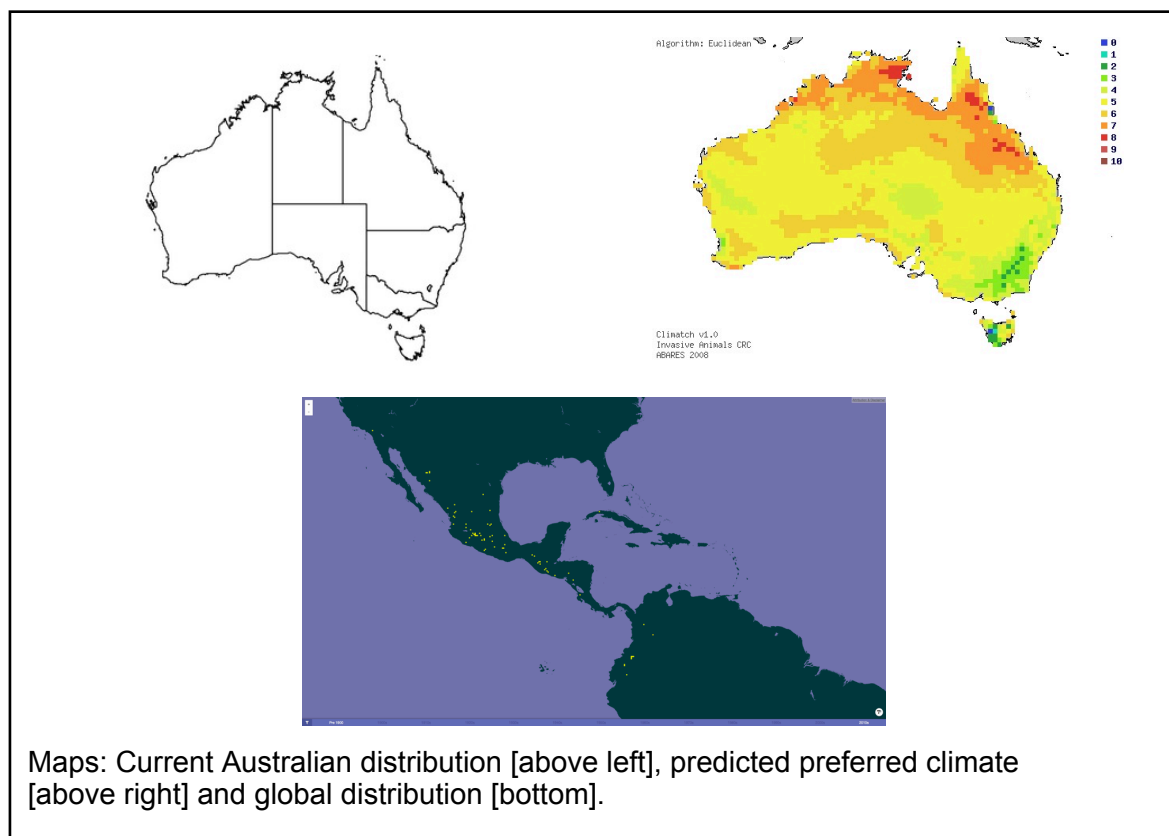 Algorithm: Euclidean
0
1
2
3
4
5
6
7
8
9
10
Climatch v1.0
Invasive Animals CRC
ABARES 2008
Maps: Current Australian distribution [above left], predicted preferred climate
[above right] and global distribution [bottom].